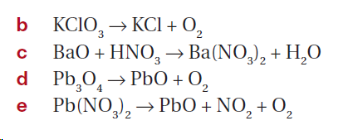 b KClO₃ → KCl + O₂
c BaO + HNO₃ → Ba(NO₃)₂ + H₂O
d Pb₃O₄ → PbO + O₂
e Pb(NO₃)₂ → PbO + NO₂ + O₂